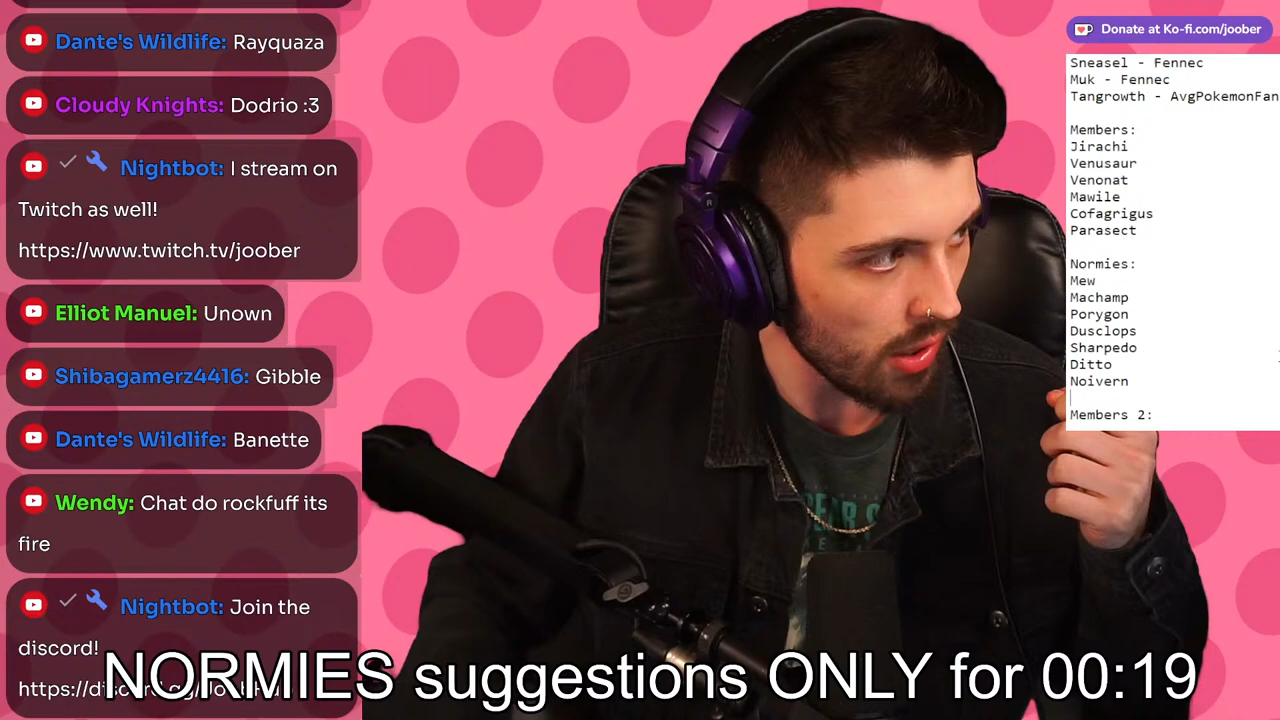 Dante's Wildlife: Rayquaza
Cloudy Knights: Dodrio :3
Nightbot: I stream on
Twitch as well!
https://www.twitch.tv/joober
Elliot Manuel: Unown
Shibagamerz4416: Gibble
Dante's Wildlife: Banette
Wendy: Chat do rockfuff its
fire
Nightbot: Join the
discord!
NORMIES suggestions ONLY for 00:19
Donate at Ko-fi.com/joober
Sneasel - Fennec
Muk - Fennec
Tangrowth - AvgPokemonFan
Members:
Jirachi
Venusaur
Venonat
Mawile
Cofagrigus
Parasect
Normies:
Mew
Machamp
Porygon
Dusclops
Sharpedo
Ditto
Noivern
Members 2: